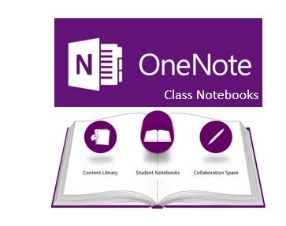 N
OneNote
Class Notebooks
Content Library
Student Notebooks
Collaboration Space